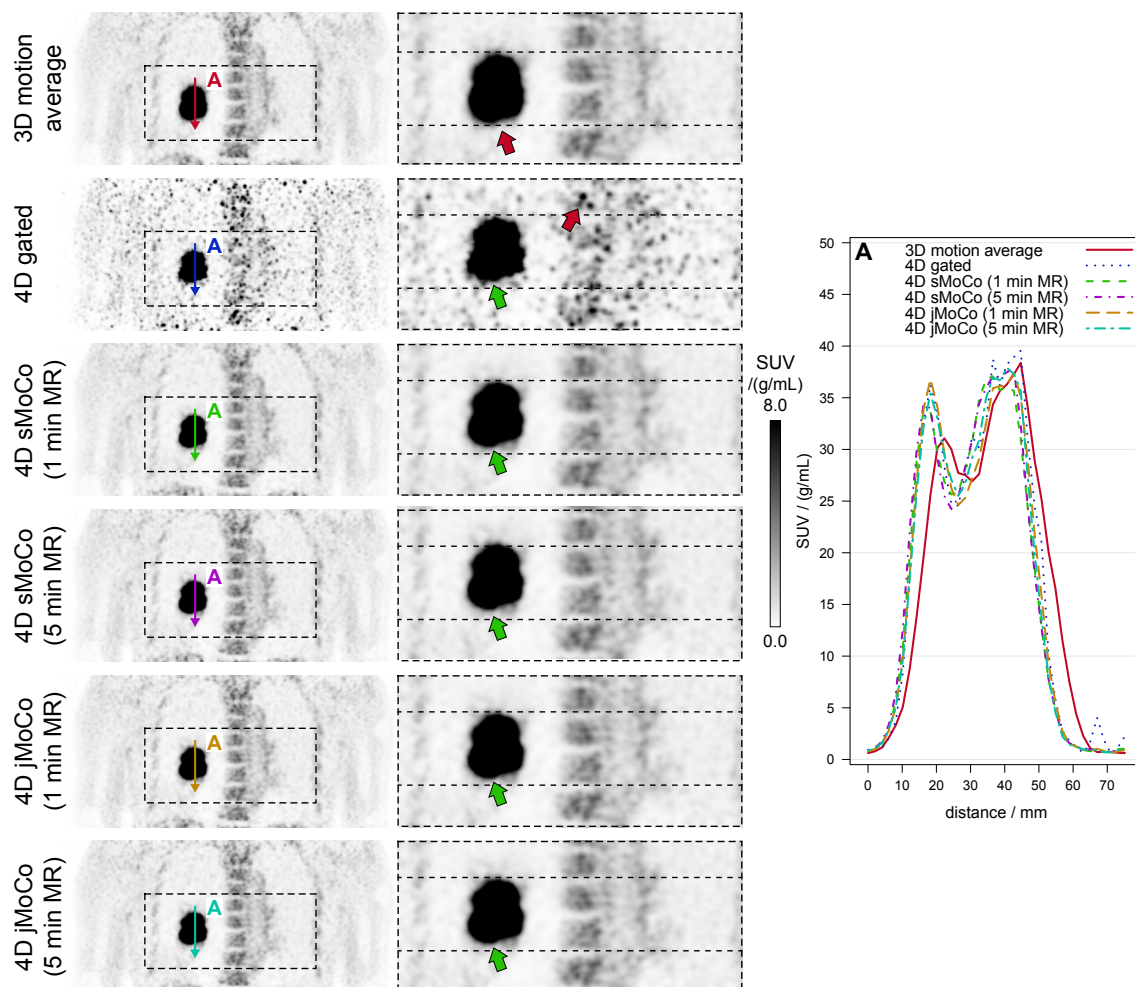 3D motion
average
A
4D gated
A
4D sMoCo
(1 min MR)
A
4D sMoCo
(5 min MR)
A
4D jMoCo
(1 min MR)
A
4D jMoCo
(5 min MR)
A
SUV
/(g/mL)
8.0
0.0
A
3D motion average
4D gated
4D sMoCo (1 min MR)
4D sMoCo (5 min MR)
4D jMoCo (1 min MR)
4D jMoCo (5 min MR)
SUV / (g/mL)
50
45
40
35
30
25
20
15
10
5
0
0 10 20 30 40 50 60 70
distance / mm